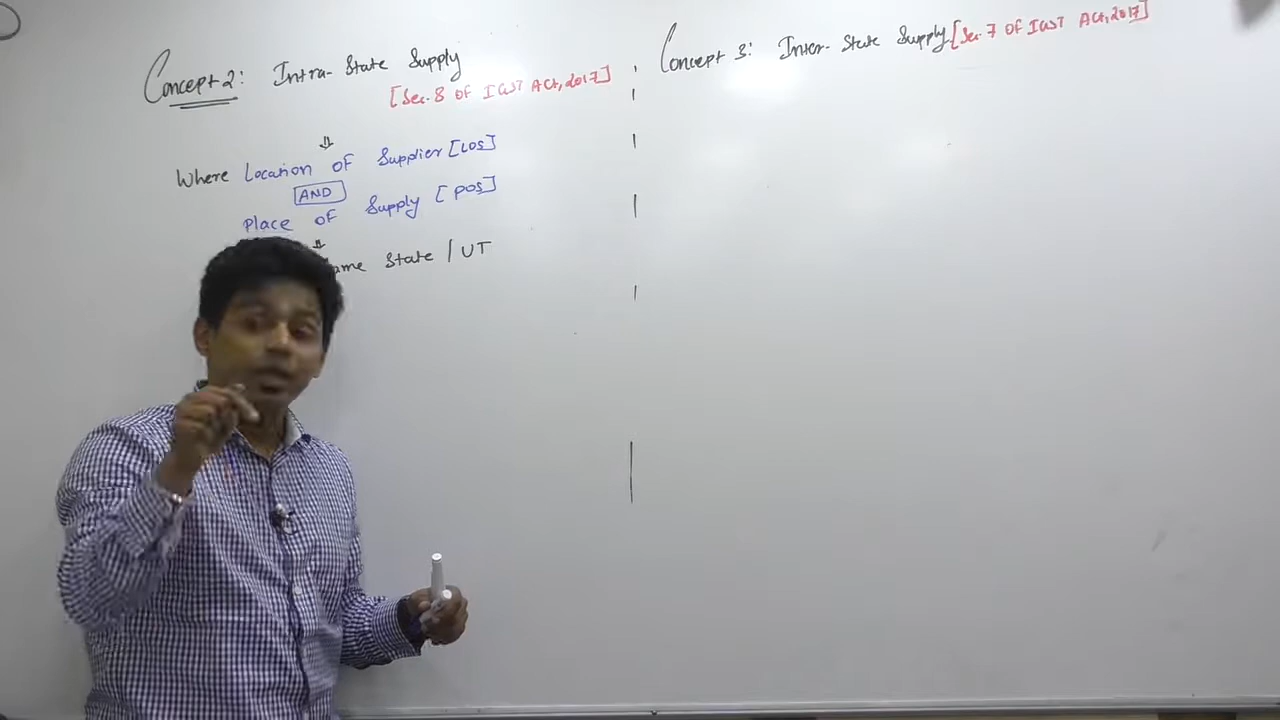 Concept 2: Intra-State Supply
[Sec. 8 OF IGST Act, 2017]
⇓
Where Location OF Supplier [LOS]
AND
Place OF Supply [POS]
⇓
ame State / UT
Concept 3: Inter-State Supply [Sec. 7 OF IGST Act, 2017]